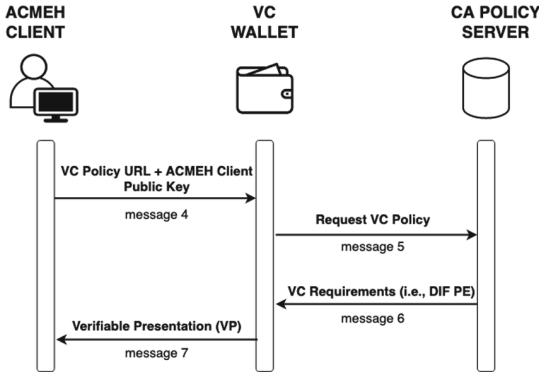 ACMEH
CLIENT
VC
WALLET
CA POLICY
SERVER
VC Policy URL + ACMEH Client
Public Key
message 4
Request VC Policy
message 5
VC Requirements (i.e., DIF PE)
message 6
Verifiable Presentation (VP)
message 7